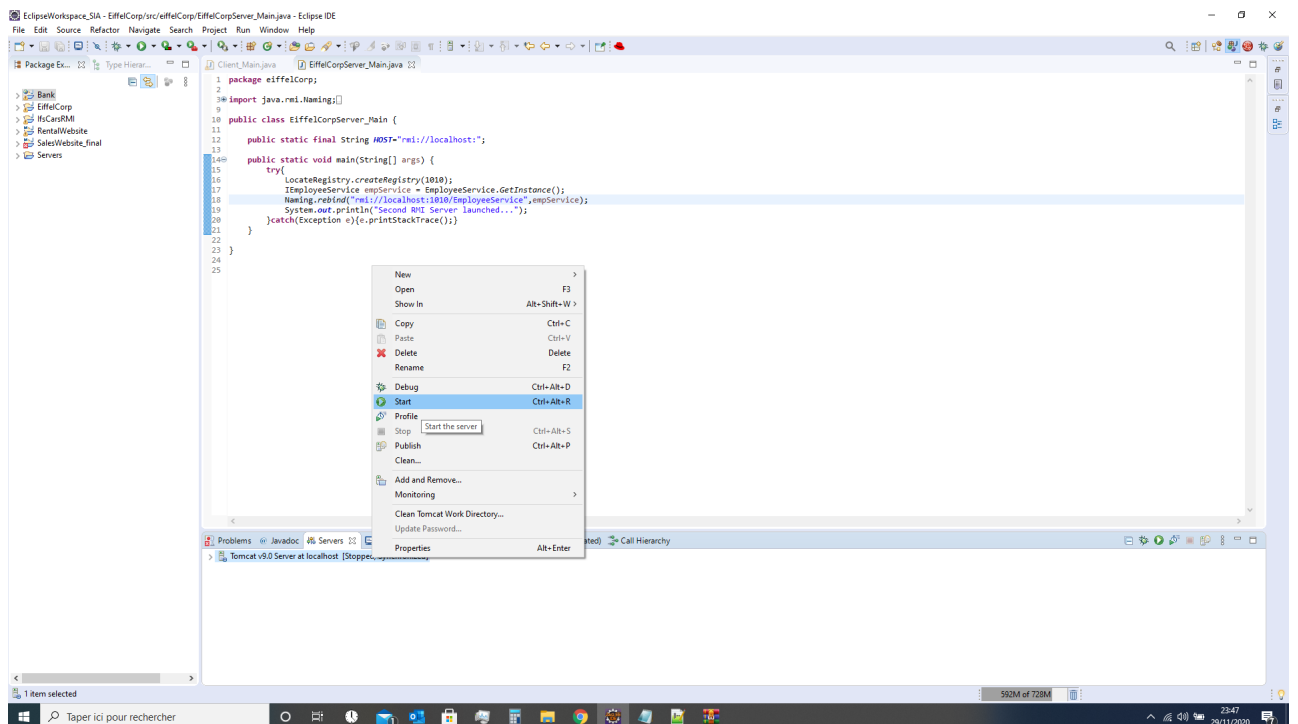 EclipseWorkspace_SIA - EiffelCorp/src/eiffelCorp/EiffelCorpServer_Main.java - Eclipse IDE
File Edit Source Refactor Navigate Search Project Run Window Help
Package Ex... Type Hierar...
Client_Main.java EiffelCorpServer_Main.java
Bank
EiffelCorp
IfsCarsRMI
RentalWebsite
SalesWebsite_final
Servers
1 package eiffelCorp;
2
3 import java.rmi.Naming;
9
10 public class EiffelCorpServer_Main {
11
12 public static final String HOST="rmi://localhost:";
13
14 public static void main(String[] args) {
15 try{
16 LocateRegistry.createRegistry(1010);
17 IEmployeeService empService = EmployeeService.GetInstance();
18 Naming.rebind("rmi://localhost:1010/EmployeeService",empService);
19 System.out.println("Second RMI Server launched...");
20 }catch(Exception e){e.printStackTrace();}
21 }
22
23 }
24
25
New >
Open F3
Show In Alt+Shift+W >
Copy Ctrl+C
Paste Ctrl+V
Delete Delete
Rename F2
Debug Ctrl+Alt+D
Start Ctrl+Alt+R
Profile
Start the server
Stop Ctrl+Alt+S
Publish Ctrl+Alt+P
Clean...
Add and Remove...
Monitoring >
Clean Tomcat Work Directory...
Update Password...
Properties Alt+Enter
Problems Javadoc Servers Call Hierarchy
Tomcat v9.0 Server at localhost
1 item selected
592M of 728M
Taper ici pour rechercher
23:47
29/11/2020